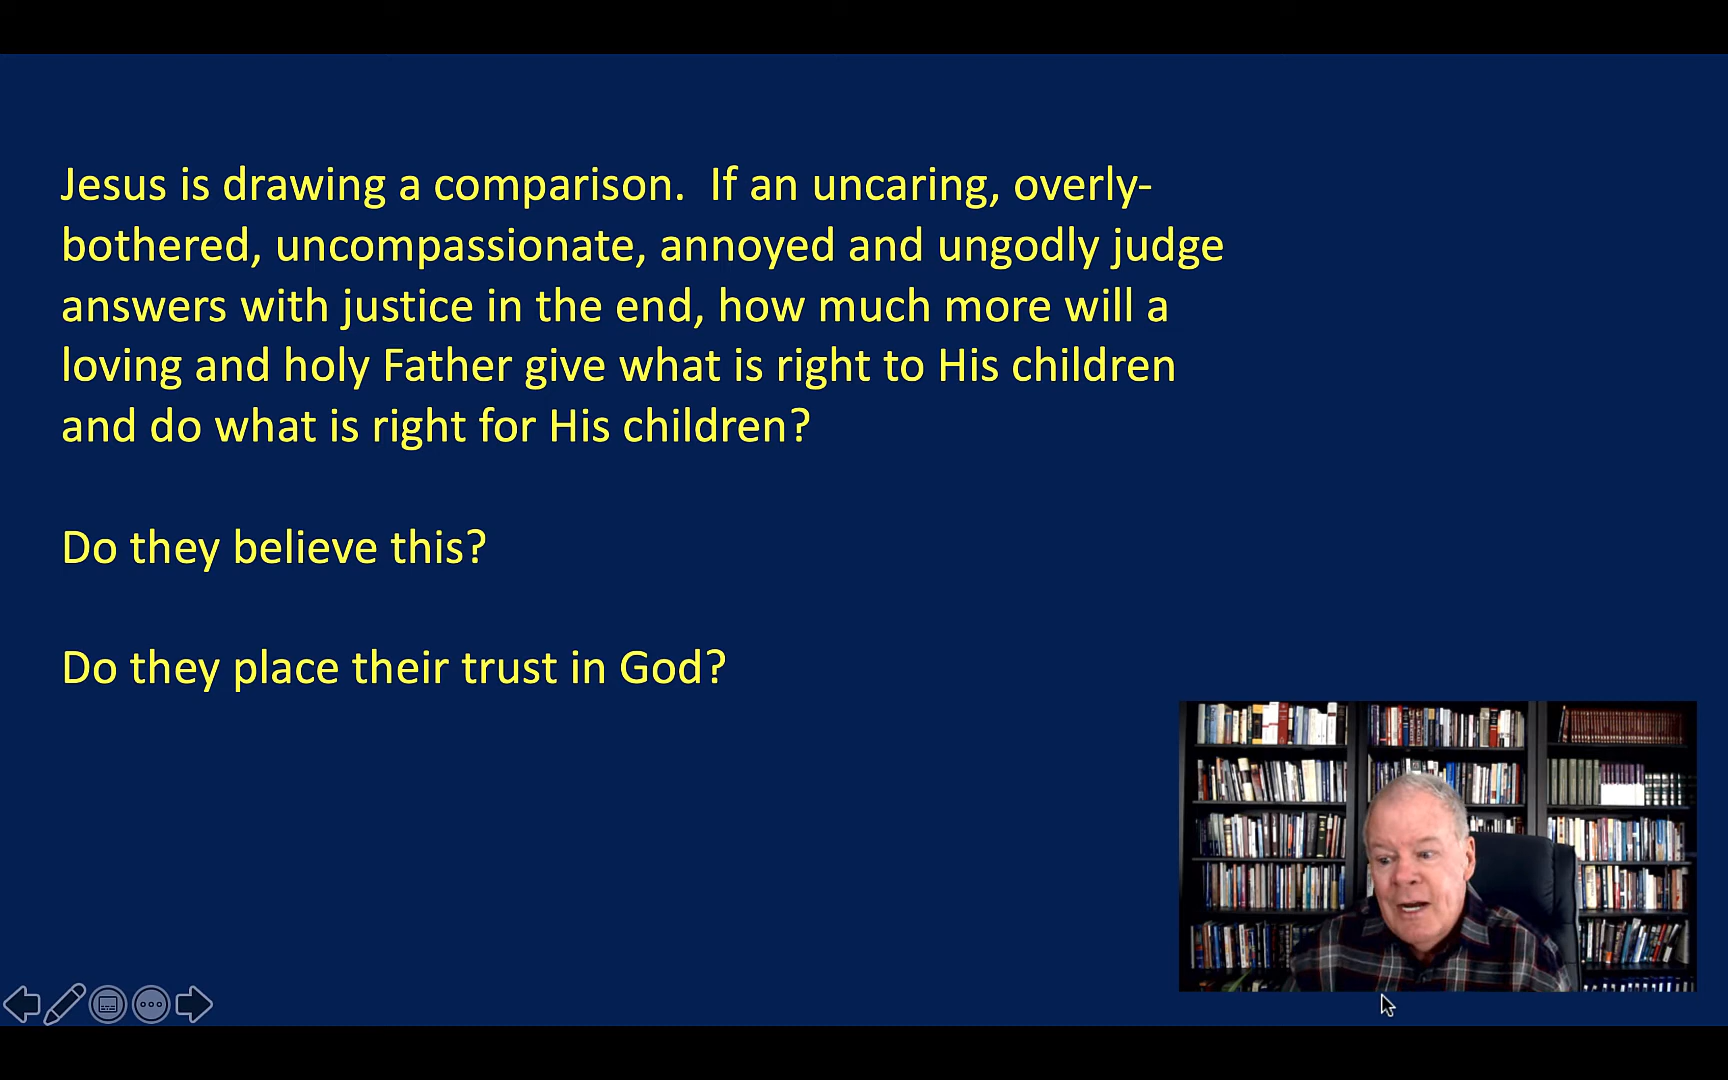 Jesus is drawing a comparison.  If an uncaring, overly-
bothered, uncompassionate, annoyed and ungodly judge
answers with justice in the end, how much more will a
loving and holy Father give what is right to His children
and do what is right for His children?
Do they believe this?
Do they place their trust in God?